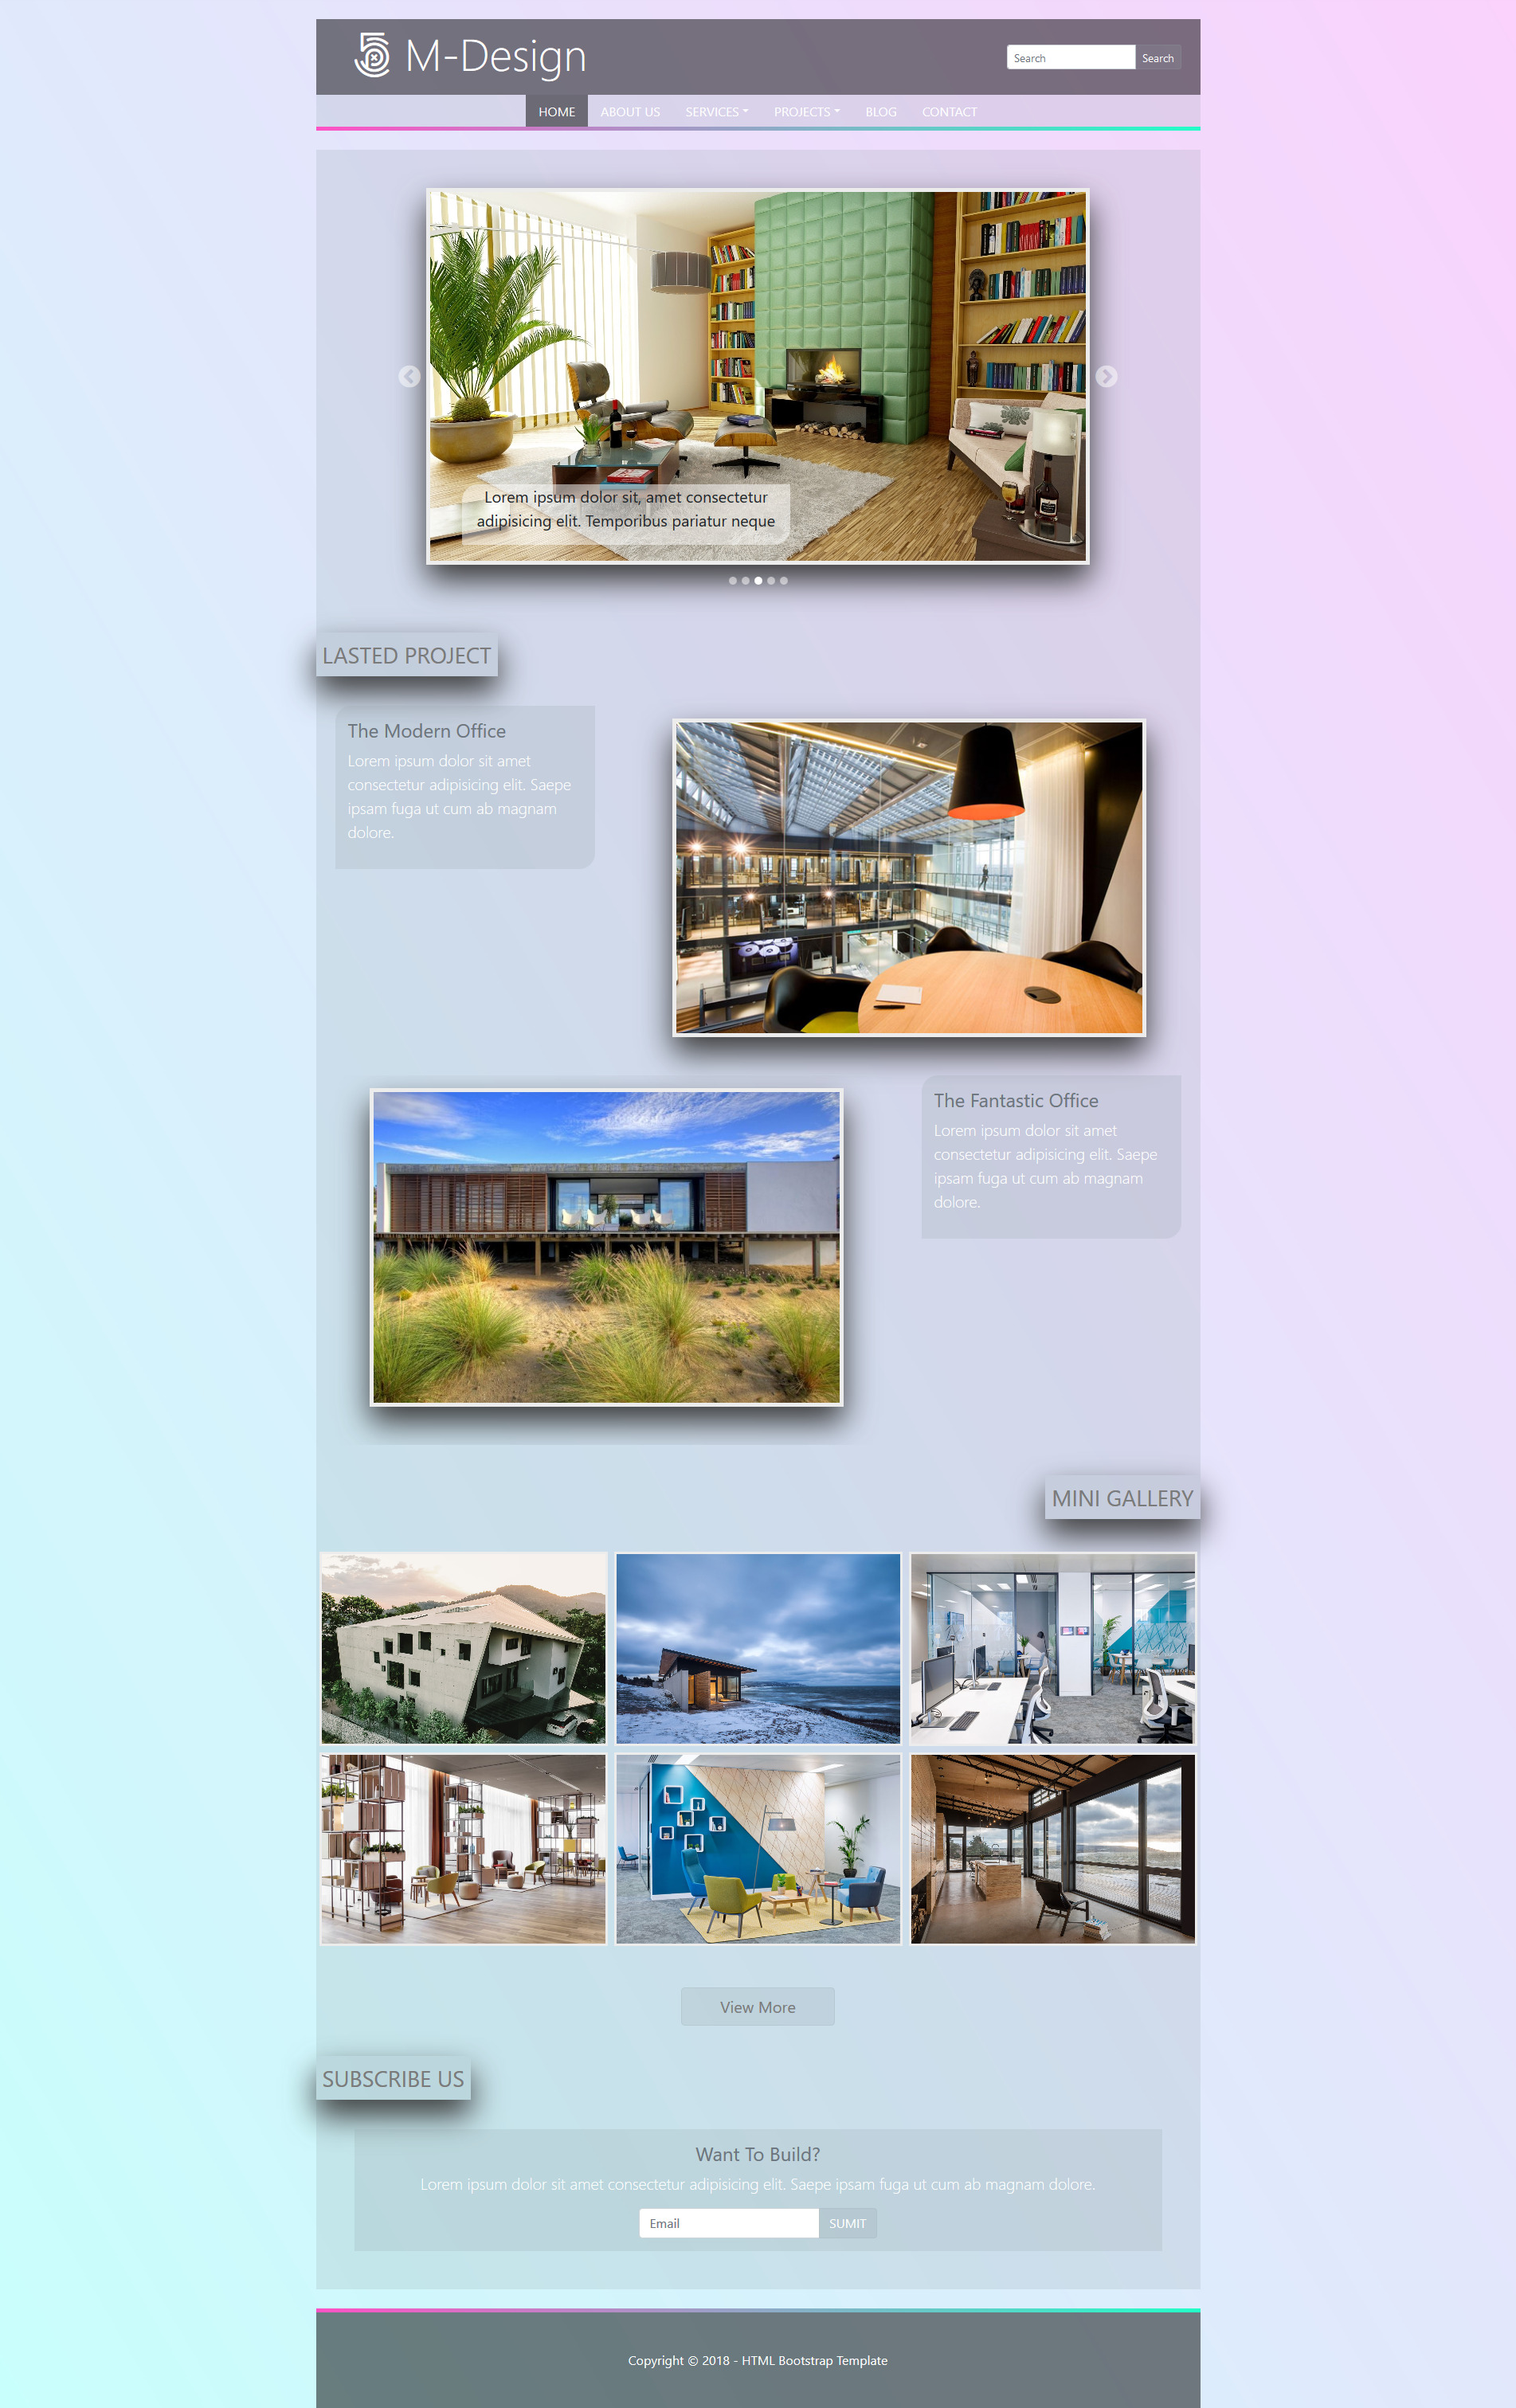 M-Design
Search
Search
HOME
ABOUT US
SERVICES
PROJECTS
BLOG
CONTACT
Lorem ipsum dolor sit, amet consectetur
adipisicing elit. Temporibus pariatur neque
LASTED PROJECT
The Modern Office
Lorem ipsum dolor sit amet
consectetur adipisicing elit. Saepe
ipsam fuga ut cum ab magnam
dolore.
The Fantastic Office
Lorem ipsum dolor sit amet
consectetur adipisicing elit. Saepe
ipsam fuga ut cum ab magnam
dolore.
MINI GALLERY
View More
SUBSCRIBE US
Want To Build?
Lorem ipsum dolor sit amet consectetur adipisicing elit. Saepe ipsam fuga ut cum ab magnam dolore.
Email
SUMIT
Copyright © 2018 - HTML Bootstrap Template